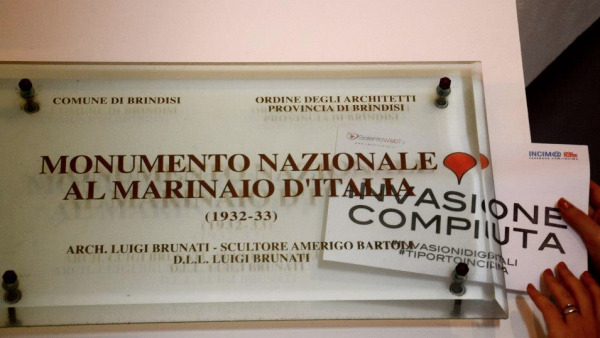 COMUNE DI BRINDISI
ORDINE DEGLI ARCHITETTI
PROVINCIA DI BRINDISI
MONUMENTO NAZIONALE
AL MARINAIO D'ITALIA
(1932-33)
ARCH. LUIGI BRUNATI - SCULTORE AMERIGO BARTOLI
D.L.L. LUIGI BRUNATI
INVASIONE
COMPIUTA
#INVASIONIDIGITALI
#TIPORTOINCIMA